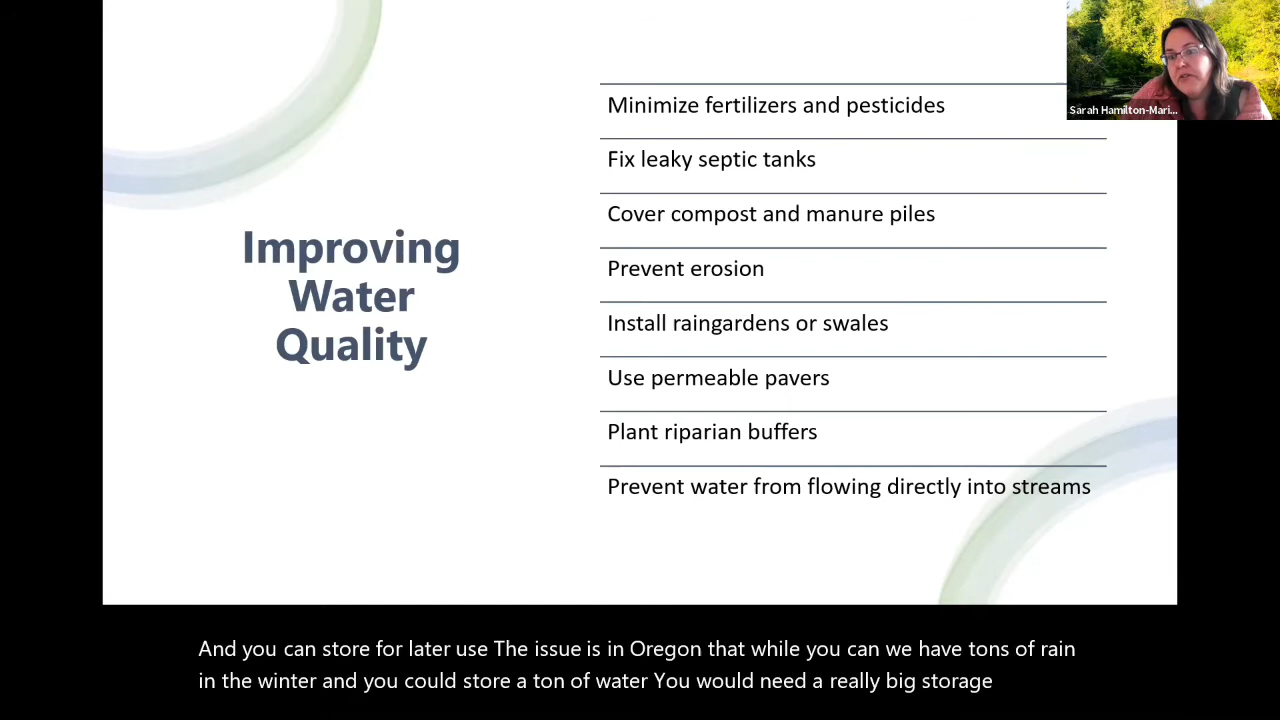 Improving
Water
Quality
Minimize fertilizers and pesticides
Fix leaky septic tanks
Cover compost and manure piles
Prevent erosion
Install raingardens or swales
Use permeable pavers
Plant riparian buffers
Prevent water from flowing directly into streams
Sarah Hamilton-Mari...
And you can store for later use The issue is in Oregon that while you can we have tons of rain
in the winter and you could store a ton of water You would need a really big storage